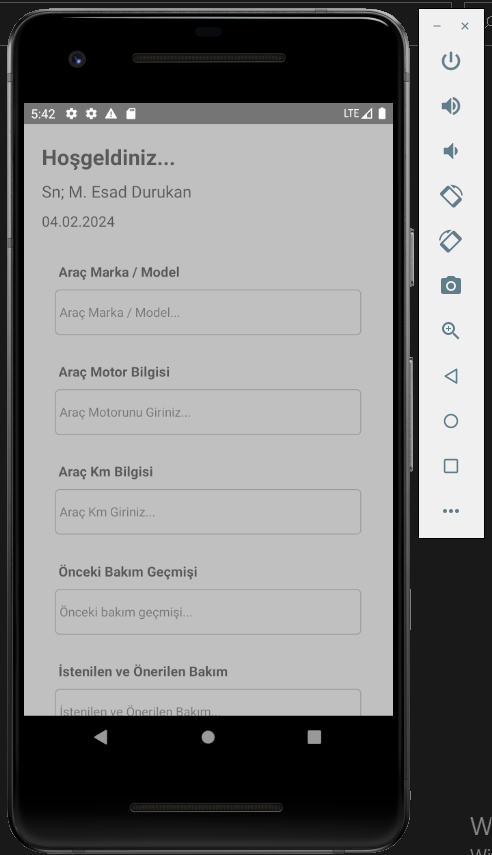 5:42
LTE
Hoşgeldiniz...
Sn; M. Esad Durukan
04.02.2024
Araç Marka / Model
Araç Marka / Model...
Araç Motor Bilgisi
Araç Motorunu Giriniz...
Araç Km Bilgisi
Araç Km Giriniz...
Önceki Bakım Geçmişi
Önceki bakım geçmişi...
İstenilen ve Önerilen Bakım
İstenilen ve Önerilen Bakım...
W